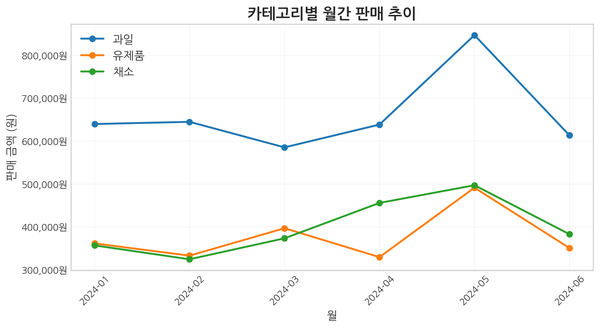 카테고리별 월간 판매 추이
과일
유제품
채소
판매 금액 (원)
800,000원
700,000원
600,000원
500,000원
400,000원
300,000원
2024-01
2024-02
2024-03
2024-04
2024-05
2024-06
월